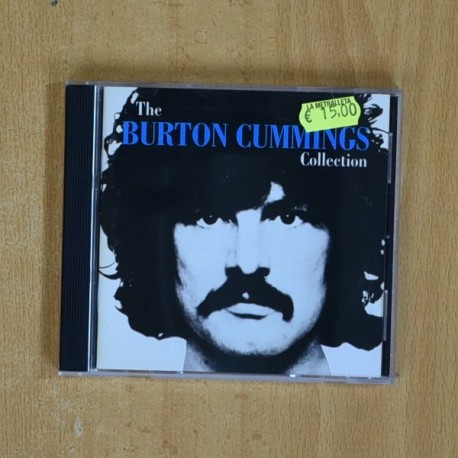 The
BURTON CUMMINGS
Collection
LA METRALLETA
€ 15,00